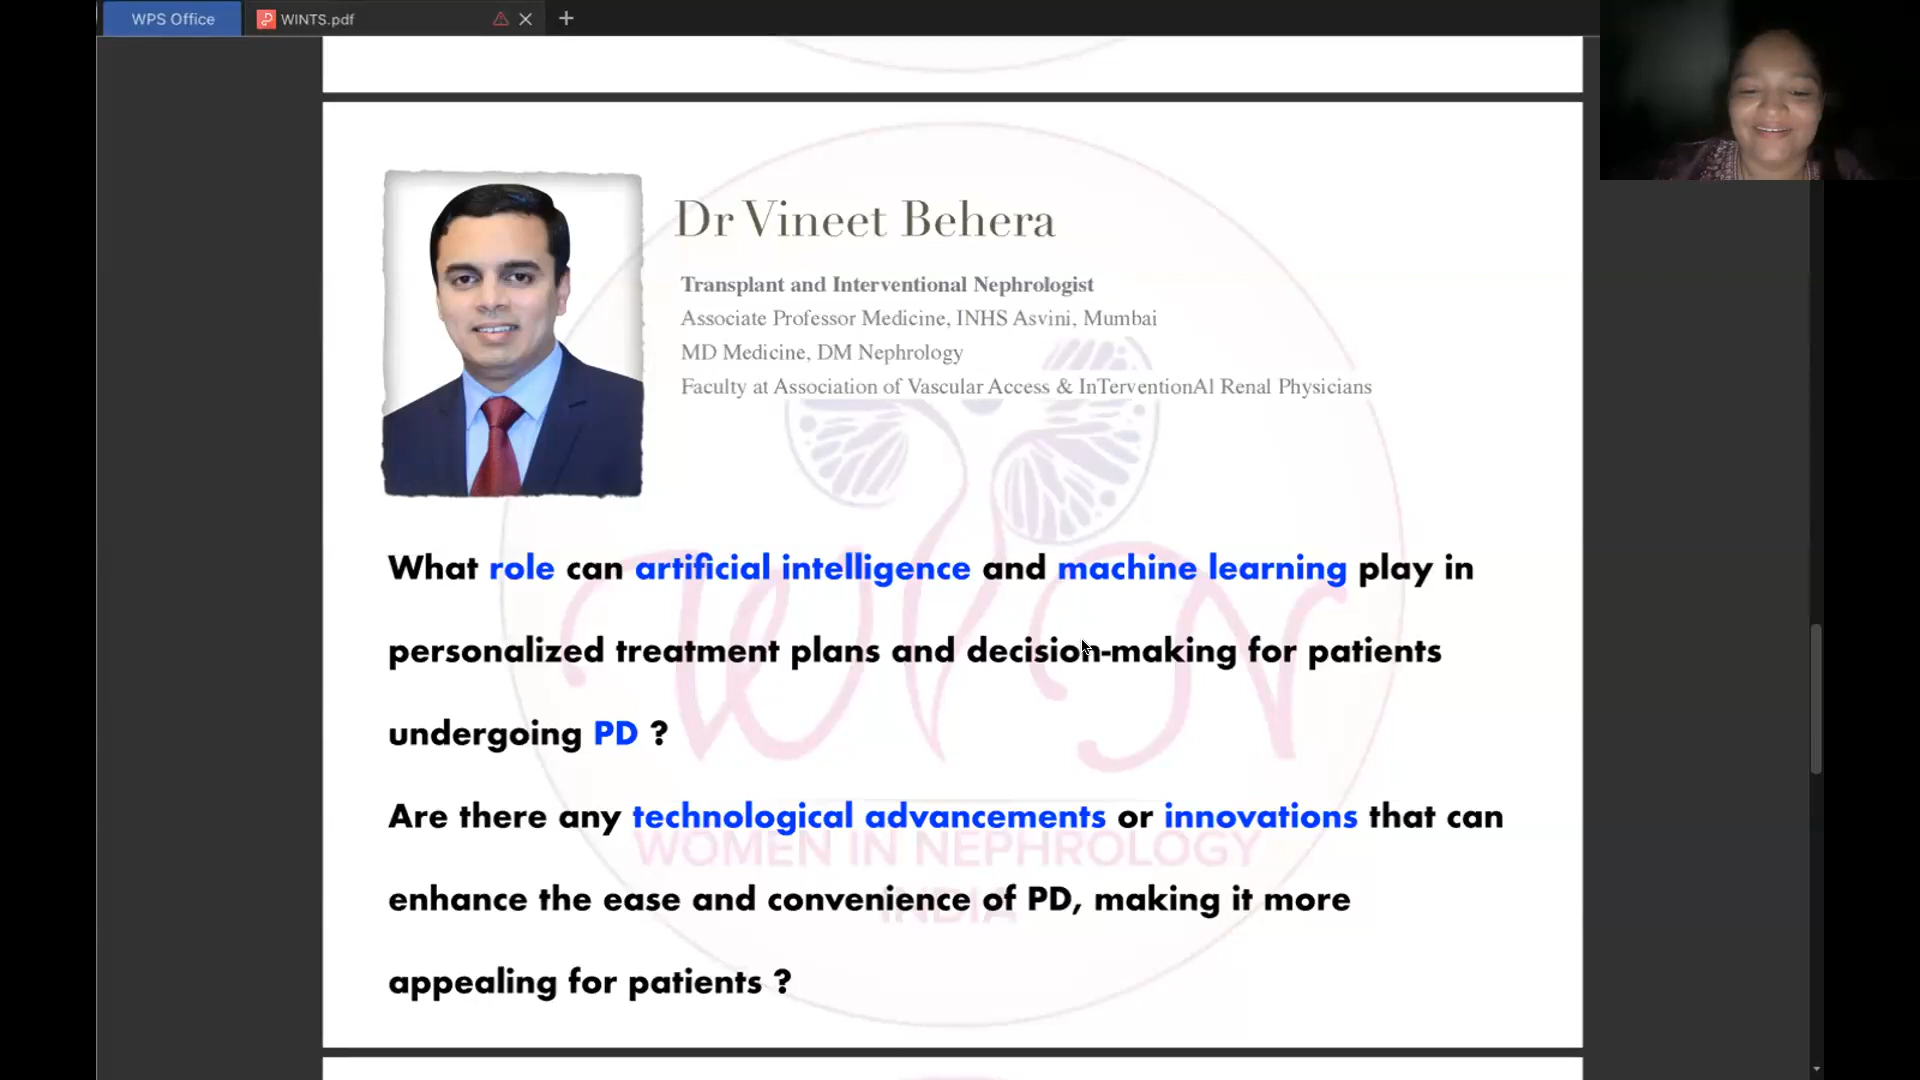 WPS Office
WINTS.pdf
Dr Vineet Behera
Transplant and Interventional Nephrologist
Associate Professor Medicine, INHS Asvini, Mumbai
MD Medicine, DM Nephrology
Faculty at Association of Vascular Access & InTerventionAl Renal Physicians
What role can artificial intelligence and machine learning play in
personalized treatment plans and decision-making for patients
undergoing PD ?
Are there any technological advancements or innovations that can
WOMEN IN NEPHROLOGY
enhance the ease and convenience of PD, making it more
INDIA
appealing for patients ?
WIN